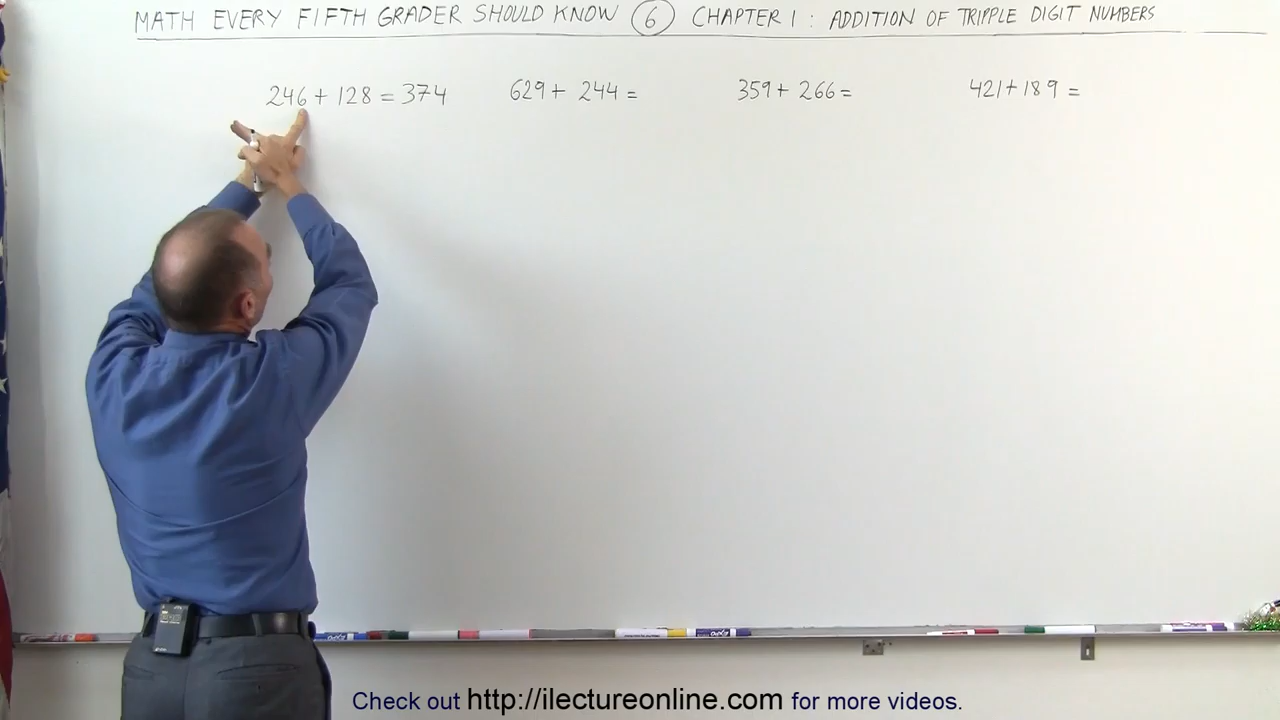 MATH EVERY FIFTH GRADER SHOULD KNOW 6 CHAPTER 1 : ADDITION OF TRIPPLE DIGIT NUMBERS
246 + 128 = 374 629 + 244 = 359 + 266 = 421 + 189 =
Check out http://ilectureonline.com for more videos.